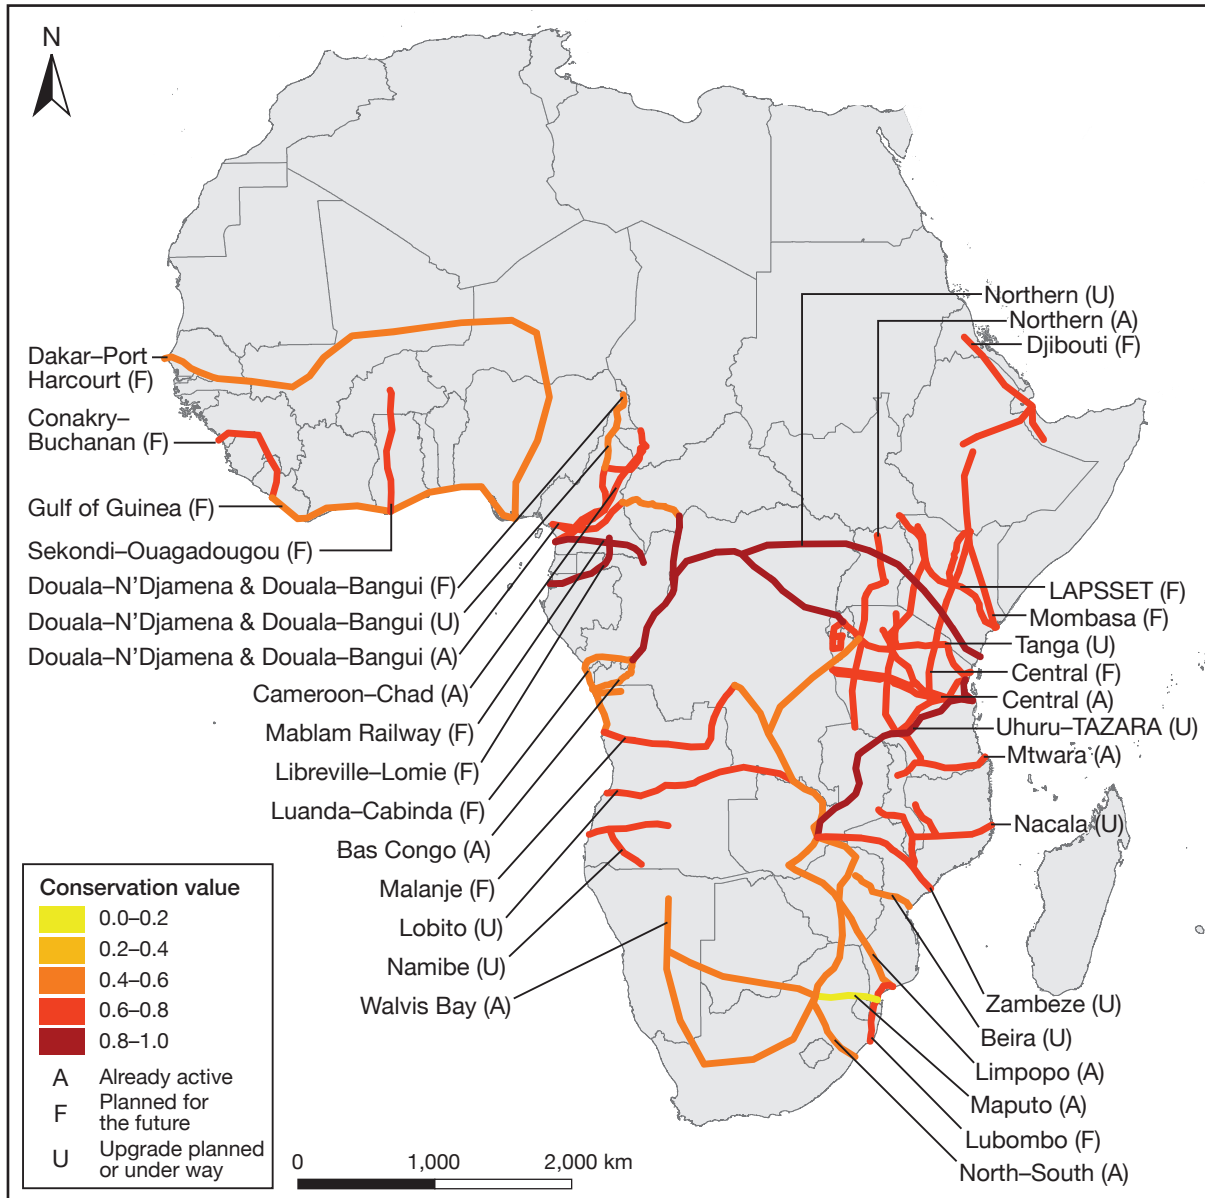 N
Northern (U)
Northern (A)
Djibouti (F)
Dakar–Port
Harcourt (F)
Conakry–
Buchanan (F)
Gulf of Guinea (F)
Sekondi–Ouagadougou (F)
Douala–N'Djamena & Douala–Bangui (F)
Douala–N'Djamena & Douala–Bangui (U)
Douala–N'Djamena & Douala–Bangui (A)
Cameroon–Chad (A)
Mablam Railway (F)
Libreville–Lomie (F)
Luanda–Cabinda (F)
Bas Congo (A)
Malanje (F)
Lobito (U)
Namibe (U)
Walvis Bay (A)
LAPSSET (F)
Mombasa (F)
Tanga (U)
Central (F)
Central (A)
Uhuru–TAZARA (U)
Mtwara (A)
Nacala (U)
Zambeze (U)
Beira (U)
Limpopo (A)
Maputo (A)
Lubombo (F)
North–South (A)
Conservation value
0.0–0.2
0.2–0.4
0.4–0.6
0.6–0.8
0.8–1.0
A Already active
F Planned for
the future
U Upgrade planned
or under way
0 1,000 2,000 km